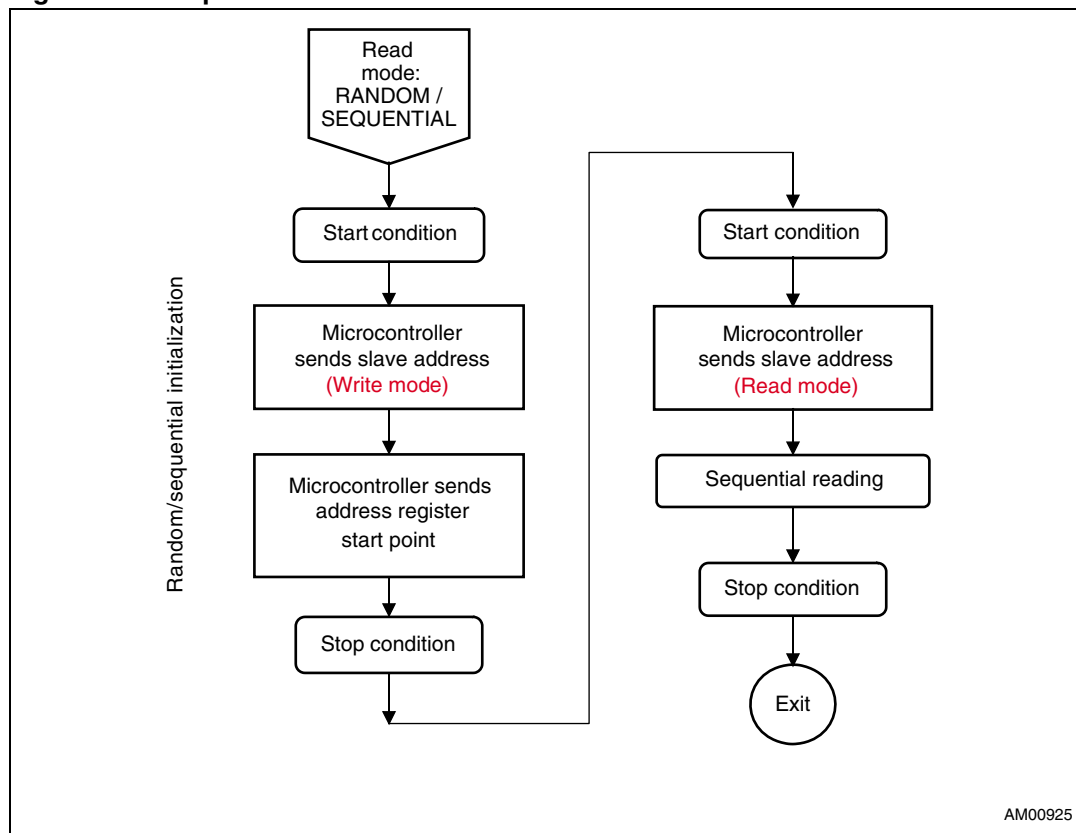 Read
mode:
RANDOM /
SEQUENTIAL
Start condition
Microcontroller
sends slave address
(Write mode)
Microcontroller sends
address register
start point
Stop condition
Random/sequential initialization
Start condition
Microcontroller
sends slave address
(Read mode)
Sequential reading
Stop condition
Exit
AM00925